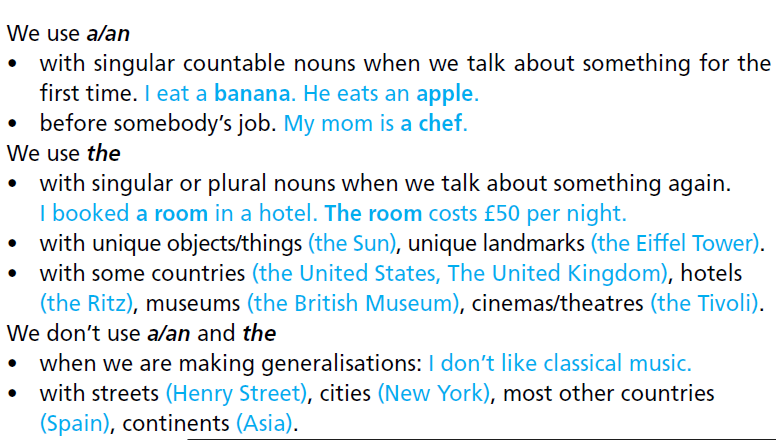 We use a/an
• with singular countable nouns when we talk about something for the
first time. I eat a banana. He eats an apple.
• before somebody's job. My mom is a chef.
We use the
• with singular or plural nouns when we talk about something again.
I booked a room in a hotel. The room costs £50 per night.
• with unique objects/things (the Sun), unique landmarks (the Eiffel Tower).
• with some countries (the United States, The United Kingdom), hotels
(the Ritz), museums (the British Museum), cinemas/theatres (the Tivoli).
We don't use a/an and the
• when we are making generalisations: I don't like classical music.
• with streets (Henry Street), cities (New York), most other countries
(Spain), continents (Asia).